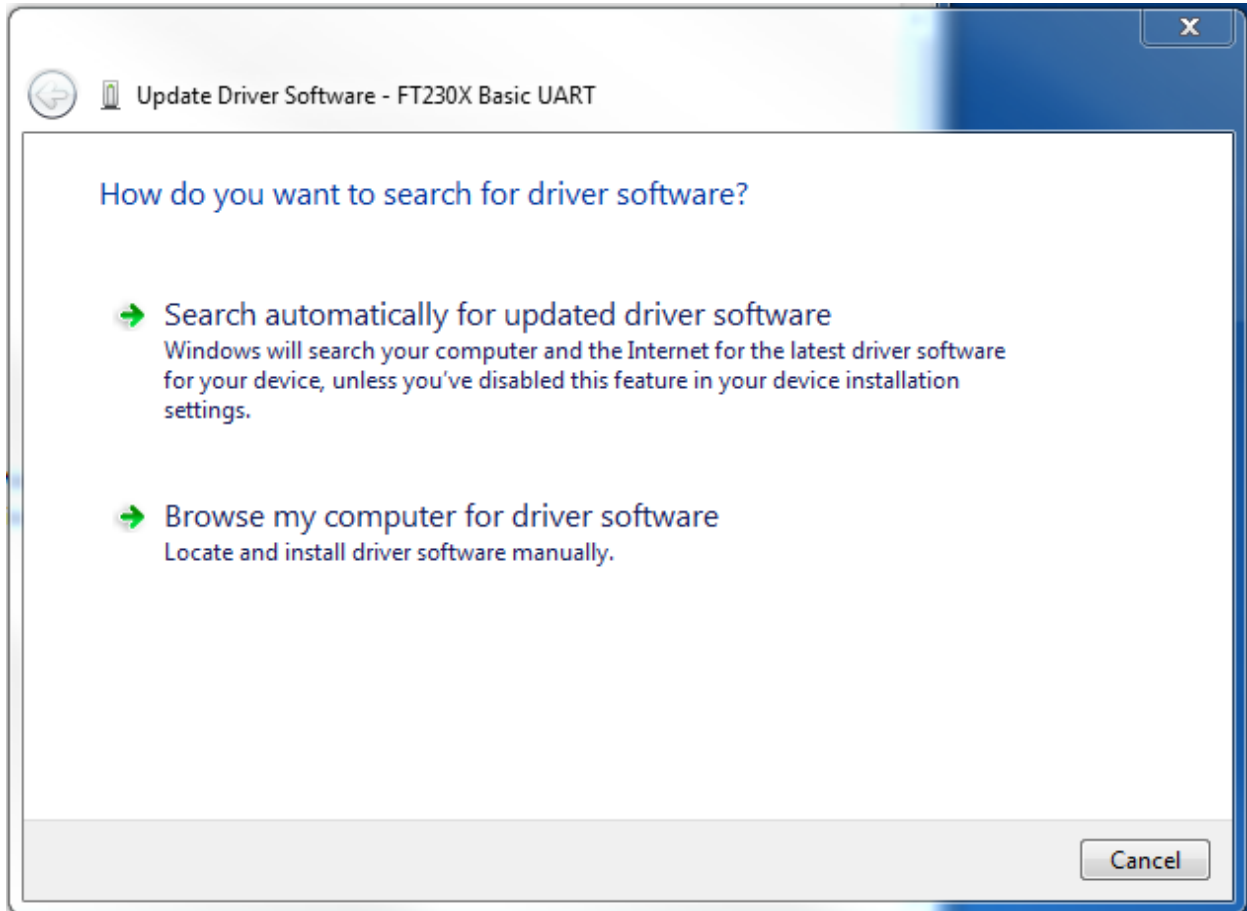 x
Update Driver Software - FT230X Basic UART
How do you want to search for driver software?
Search automatically for updated driver software
Windows will search your computer and the Internet for the latest driver software
for your device, unless you've disabled this feature in your device installation
settings.
Browse my computer for driver software
Locate and install driver software manually.
Cancel